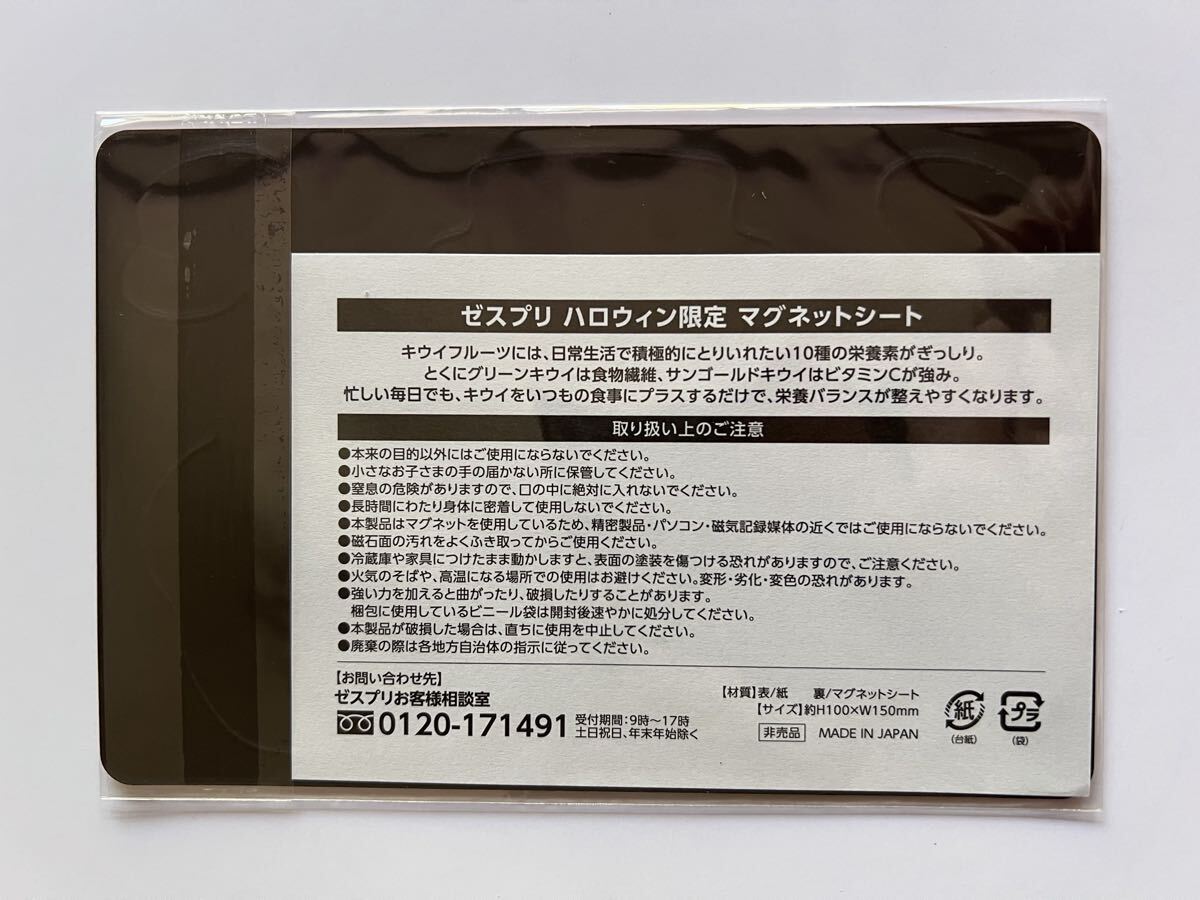 ゼスプリ ハロウィン限定 マグネットシート
キウイフルーツには、日常生活で積極的にとりいれたい10種の栄養素がぎっしり。
とくにグリーンキウイは食物繊維、サンゴールドキウイはビタミンCが強み。
忙しい毎日でも、キウイをいつもの食事にプラスするだけで、栄養バランスが整えやすくなります。
取り扱い上のご注意
●本来の目的以外にはご使用にならないでください。
●小さなお子さまの手の届かない所に保管してください。
●窒息の危険がありますので、口の中に絶対に入れないでください。
●長時間にわたり身体に密着して使用しないでください。
●本製品はマグネットを使用しているため、精密製品・パソコン・磁気記録媒体の近くではご使用にならないでください。
●磁石面の汚れをよくふき取ってからご使用ください。
●冷蔵庫や家具につけたまま動かしますと、表面の塗装を傷つける恐れがありますので、ご注意ください。
●火気のそばや、高温になる場所での使用はお避けください。変形・劣化・変色の恐れがあります。
●強い力を加えると曲がったり、破損したりすることがあります。
梱包に使用しているビニール袋は開封後速やかに処分してください。
●本製品が破損した場合は、直ちに使用を中止してください。
●廃棄の際は各地方自治体の指示に従ってください。
【お問い合わせ先】
ゼスプリお客様相談室
0120-171491 受付期間:9時〜17時
土日祝日、年末年始除く
【材質】表/紙 裏/マグネットシート
【サイズ】約H100×W150mm
非売品 MADE IN JAPAN
紙
(台紙)
プラ
(袋)